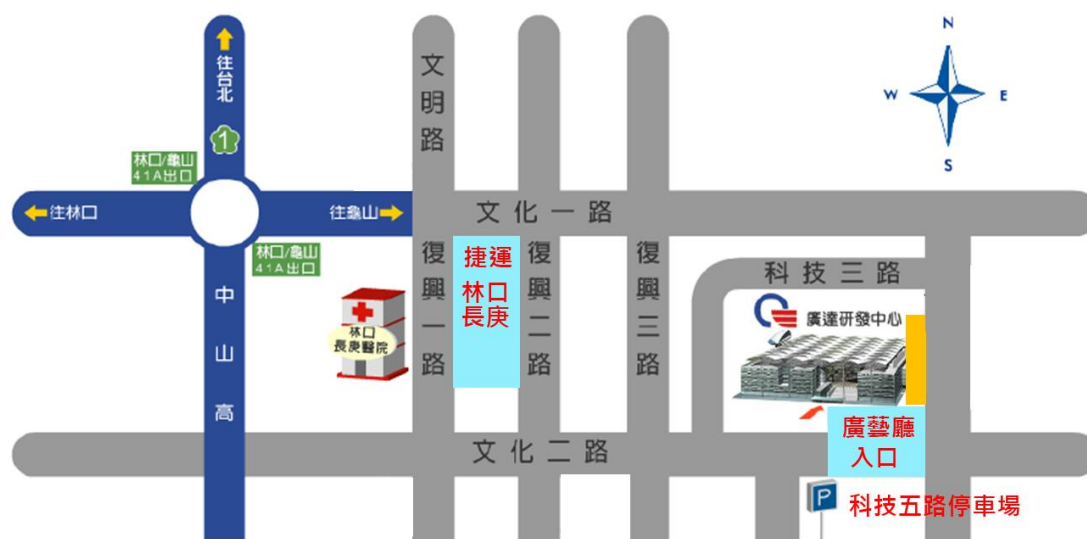 N
W
E
S
往台北
1
林口/龜山
41A出口
往林口
往龜山
林口/龜山
41A出口
中山高
文明路
文化一路
復興一路
捷運
林口
長庚
復興二路
復興三路
科技三路
廣達研發中心
林口
長庚醫院
文化二路
廣藝廳
入口
P
科技五路停車場